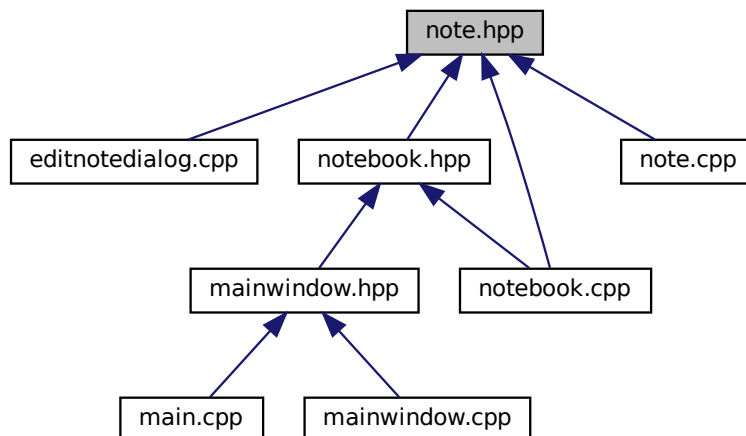 note.hpp
editnotedialog.cpp
notebook.hpp
note.cpp
mainwindow.hpp
notebook.cpp
main.cpp
mainwindow.cpp